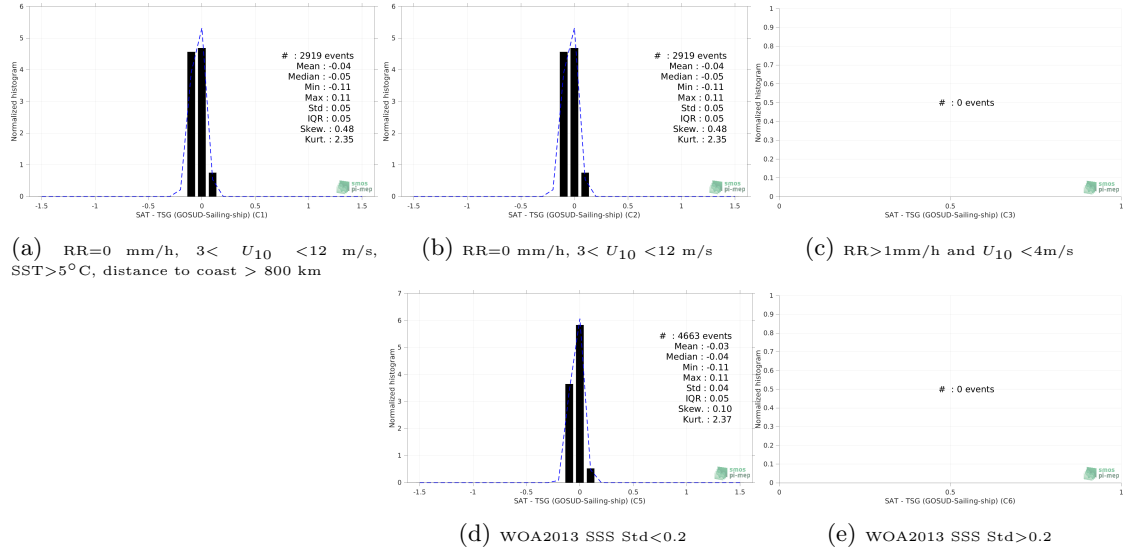 6
5
4
3
2
1
0
Normalized histogram
-1.5 -1 -0.5 0 0.5 1 1.5
SAT - TSG (GOSUD-Sailing-ship) (C1)
# : 2919 events
Mean : -0.04
Median : -0.05
Min : -0.11
Max : 0.11
Std : 0.05
IQR : 0.05
Skew. : 0.48
Kurt. : 2.35
smos
pi-mep
(a) RR=0 mm/h, 3< U10 <12 m/s,
SST>5°C, distance to coast > 800 km
6
5
4
3
2
1
0
Normalized histogram
-1.5 -1 -0.5 0 0.5 1 1.5
SAT - TSG (GOSUD-Sailing-ship) (C2)
# : 2919 events
Mean : -0.04
Median : -0.05
Min : -0.11
Max : 0.11
Std : 0.05
IQR : 0.05
Skew. : 0.48
Kurt. : 2.35
smos
pi-mep
(b) RR=0 mm/h, 3< U10 <12 m/s
1
0.9
0.8
0.7
0.6
0.5
0.4
0.3
0.2
0.1
0
Normalized histogram
0 0.5 1
SAT - TSG (GOSUD-Sailing-ship) (C3)
# : 0 events
smos
pi-mep
(c) RR>1mm/h and U10 <4m/s
7
6
5
4
3
2
1
0
Normalized histogram
-1.5 -1 -0.5 0 0.5 1 1.5
SAT - TSG (GOSUD-Sailing-ship) (C5)
# : 4663 events
Mean : -0.03
Median : -0.04
Min : -0.11
Max : 0.11
Std : 0.04
IQR : 0.05
Skew. : 0.10
Kurt. : 2.37
smos
pi-mep
(d) WOA2013 SSS Std<0.2
1
0.9
0.8
0.7
0.6
0.5
0.4
0.3
0.2
0.1
0
Normalized histogram
0 0.5 1
SAT - TSG (GOSUD-Sailing-ship) (C6)
# : 0 events
smos
pi-mep
(e) WOA2013 SSS Std>0.2